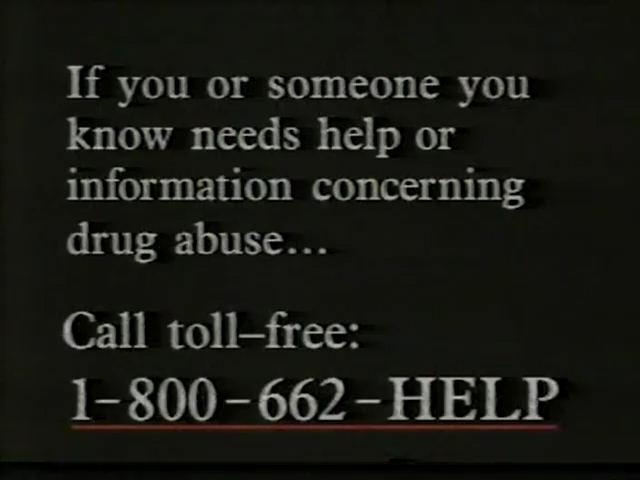 If you or someone you
know needs help or
information concerning
drug abuse...
Call toll–free:
1–800–662–HELP